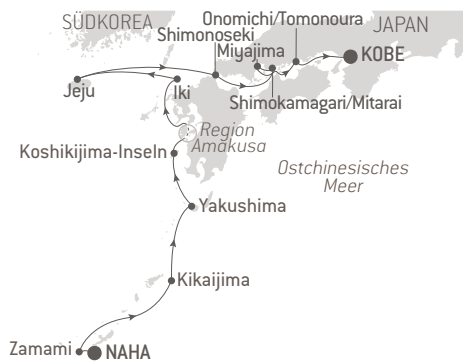 Onomichi/Tomonoura
SÜDKOREA
JAPAN
Shimonoseki
Miyajima
KOBE
Jeju
Iki
Shimokamagari/Mitarai
Region
Amakusa
Koshikijima-Inseln
Ostchinesisches
Meer
Yakushima
Kikaijima
Zamami
NAHA